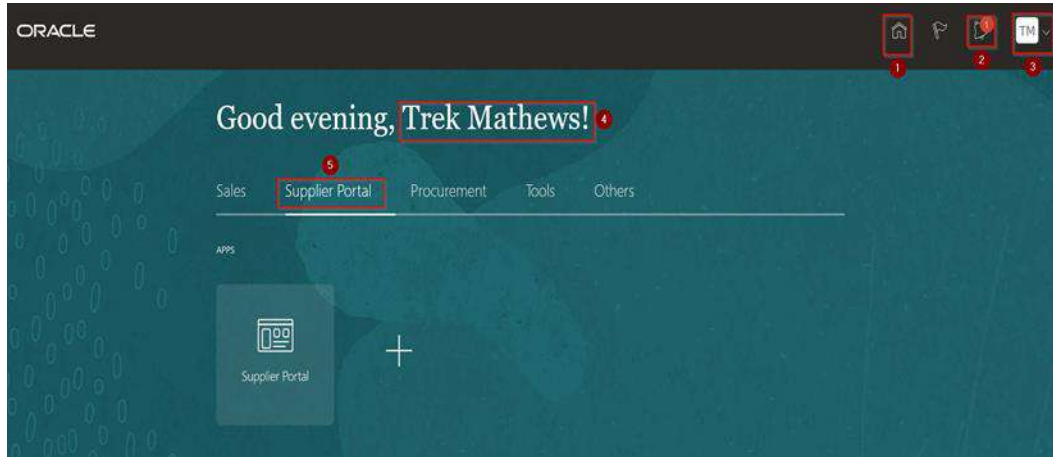 ORACLE
1
TM
1
2
3
Good evening, Trek Mathews!
4
5
Sales Supplier Portal Procurement Tools Others
APPS
Supplier Portal